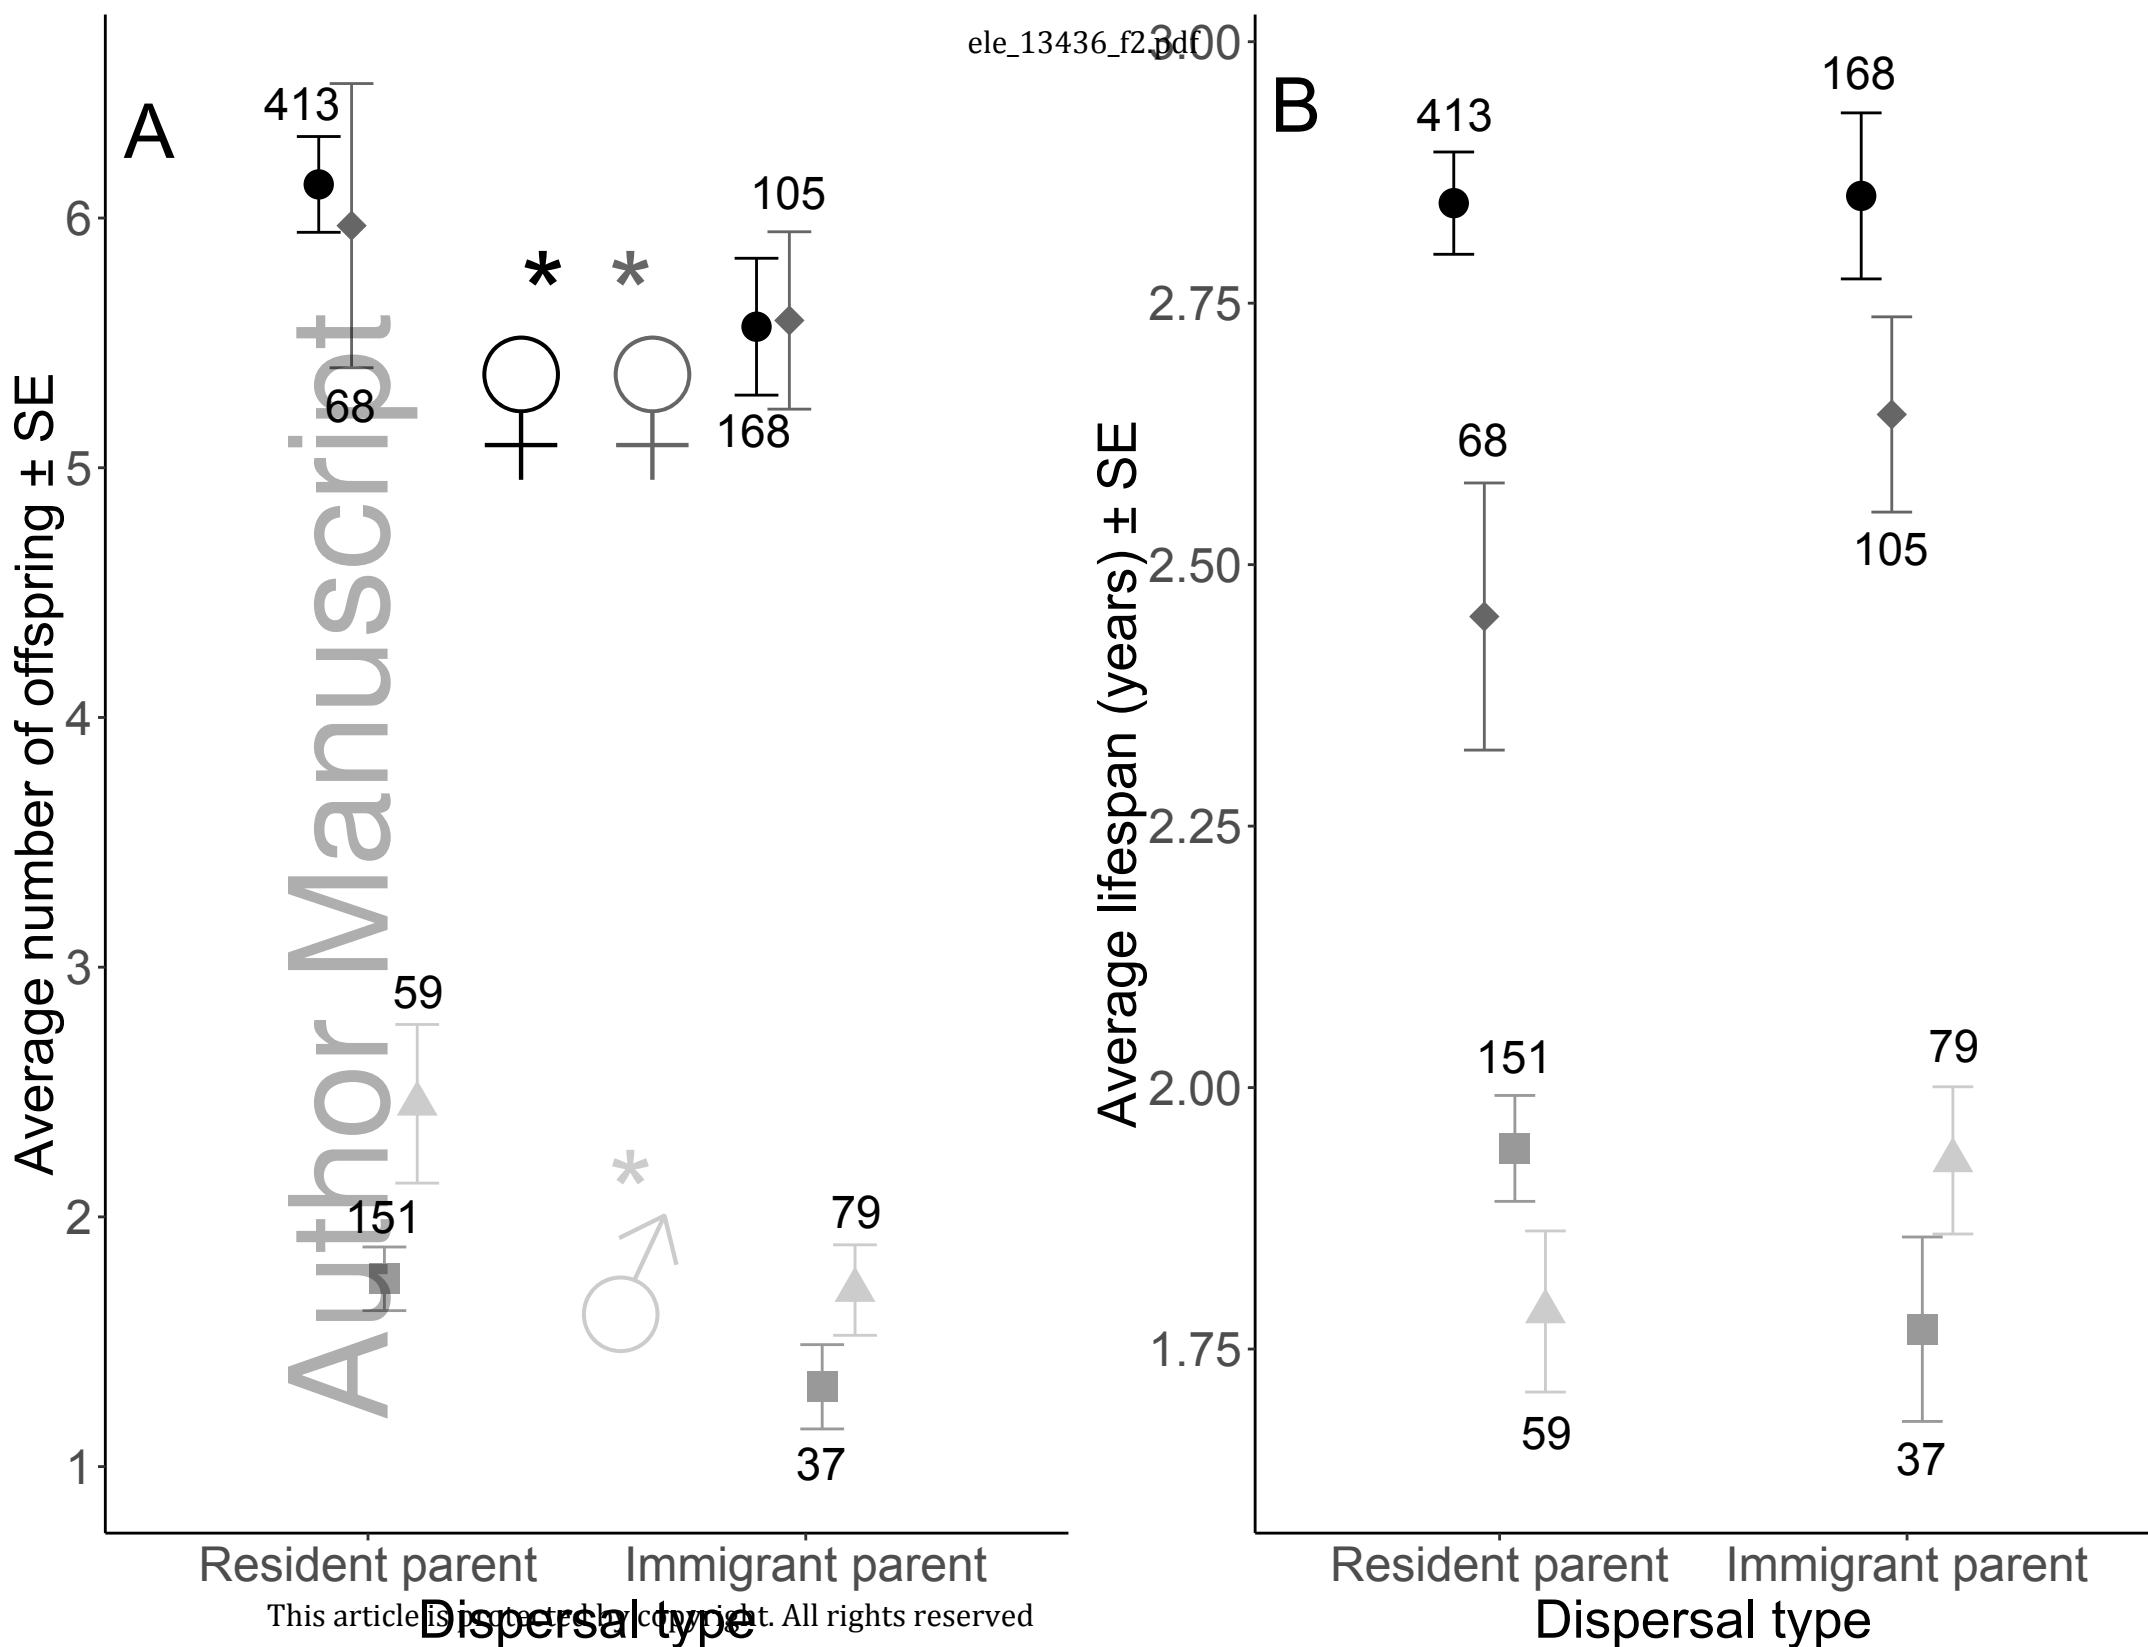 ele_13436_f2.pdf
A
Average number of offspring ± SE
6
5
4
3
2
1
413
68
*
*
105
168
59
151
*
79
37
Resident parent
Immigrant parent
Dispersal type
B
Average lifespan (years) ± SE
3.00
2.75
2.50
2.25
2.00
1.75
413
168
68
105
151
79
59
37
Resident parent
Immigrant parent
Dispersal type
Author Manuscript
This article is protected by copyright. All rights reserved